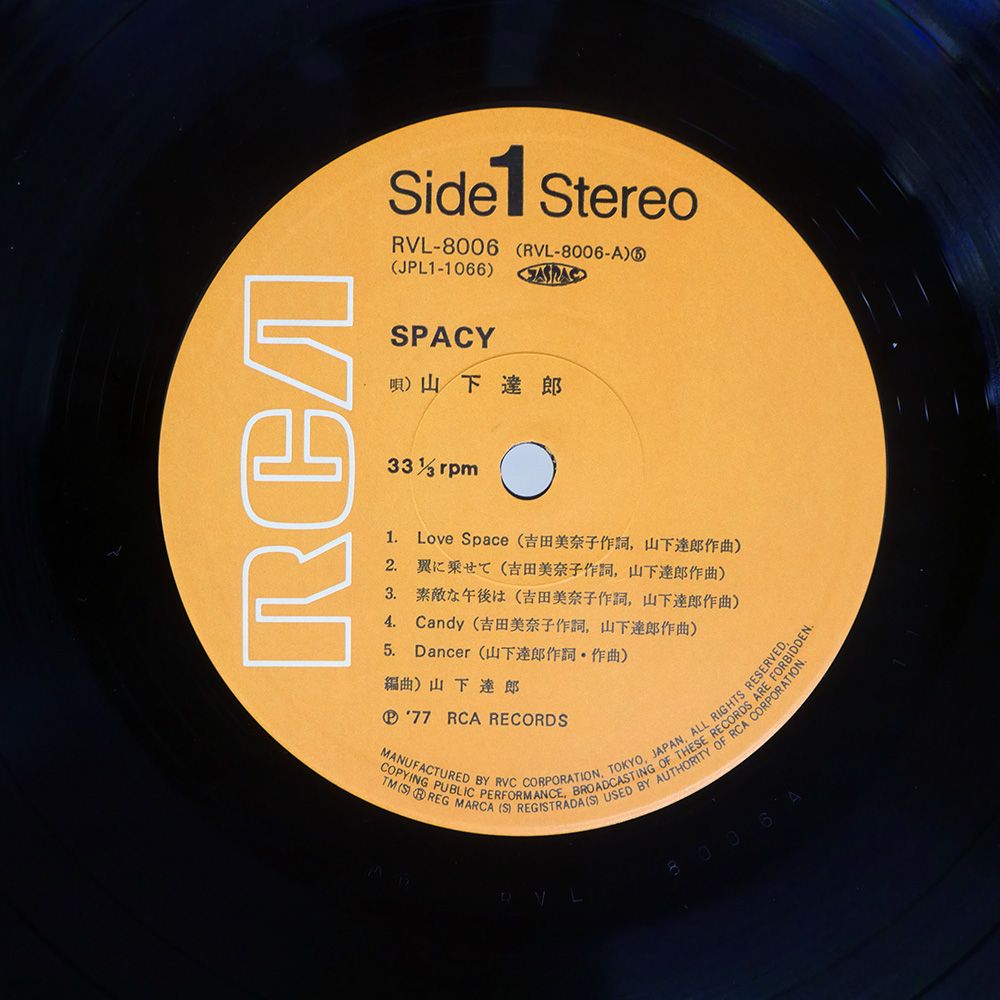 Side 1 Stereo
RVL-8006 (RVL-8006-A)⑤
(JPL1-1066) JASRAC
SPACY
唄) 山下達郎
33 1/3 rpm
1. Love Space (吉田美奈子作詞, 山下達郎作曲)
2. 翼に乗せて (吉田美奈子作詞, 山下達郎作曲)
3. 素敵な午後は (吉田美奈子作詞, 山下達郎作曲)
4. Candy (吉田美奈子作詞, 山下達郎作曲)
5. Dancer (山下達郎作詞・作曲)
編曲) 山下達郎
Ⓟ '77 RCA RECORDS
MANUFACTURED BY RVC CORPORATION, TOKYO, JAPAN, ALL RIGHTS RESERVED,
COPYING PUBLIC PERFORMANCE, BROADCASTING OF THESE RECORDS ARE FORBIDDEN.
TM(S) ® REG MARCA (S) REGISTRADA(S) USED BY AUTHORITY OF RCA CORPORATION.
RCA
RVL 8006 A